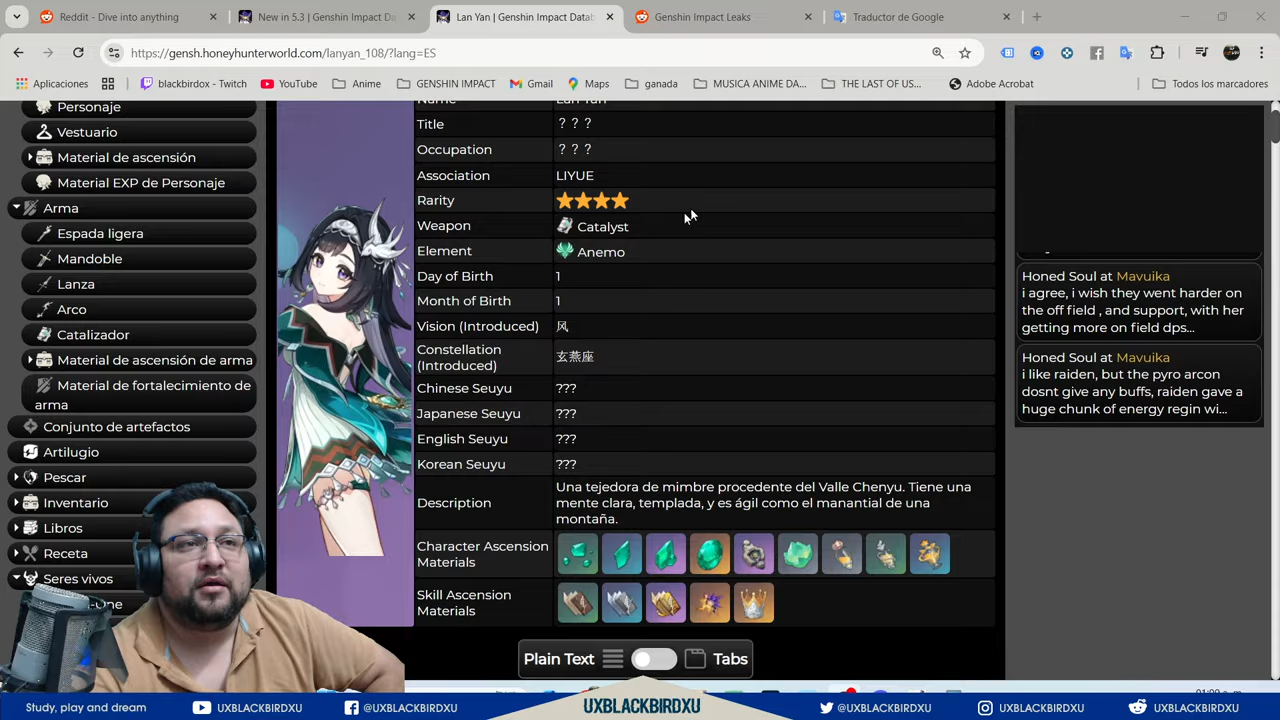 Reddit - Dive into anything
New in 5.3 | Genshin Impact Da
Lan Yan | Genshin Impact Datab
Genshin Impact Leaks
Traductor de Google
https://gensh.honeyhunterworld.com/lanyan_108/?lang=ES
Aplicaciones
blackbirdox - Twitch
YouTube
Anime
GENSHIN IMPACT
Gmail
Maps
ganada
MUSICA ANIME DA...
THE LAST OF US...
Adobe Acrobat
Todos los marcadores
Personaje
Vestuario
Material de ascensión
Material EXP de Personaje
Arma
Espada ligera
Mandoble
Lanza
Arco
Catalizador
Material de ascensión de arma
Material de fortalecimiento de
arma
Conjunto de artefactos
Artilugio
Pescar
Inventario
Libros
Receta
Seres vivos
Name Lan Yan
Title ？？？
Occupation ？？？
Association LIYUE
Rarity
Weapon Catalyst
Element Anemo
Day of Birth 1
Month of Birth 1
Vision (Introduced) 风
Constellation
(Introduced) 玄燕座
Chinese Seuyu ???
Japanese Seuyu ???
English Seuyu ???
Korean Seuyu ???
Description
Una tejedora de mimbre procedente del Valle Chenyu. Tiene una
mente clara, templada, y es ágil como el manantial de una
montaña.
Character Ascension
Materials
Skill Ascension
Materials
Plain Text
Tabs
Honed Soul at Mavuika
i agree, i wish they went harder on
the off field , and support, with her
getting more on field dps...
Honed Soul at Mavuika
i like raiden, but the pyro arcon
dosnt give any buffs, raiden gave a
huge chunk of energy regin wi...
Study, play and dream
UXBLACKBIRDXU
@UXBLACKBIRDXU
UXBLACKBIRDXU
@UXBLACKBIRDXU
UXBLACKBIRDXU
UXBLACKBIRDXU